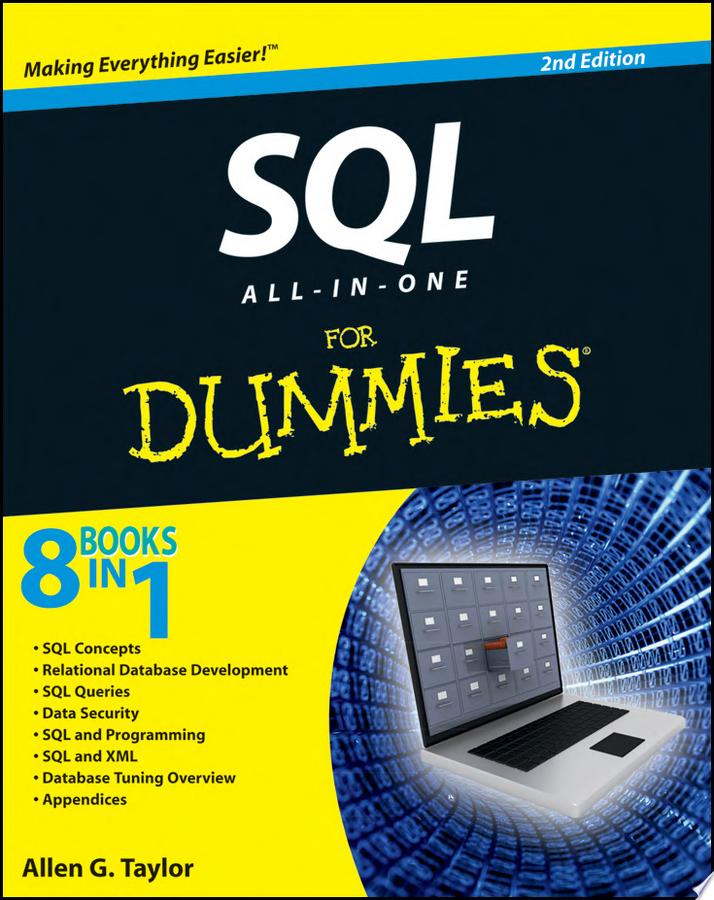 Making Everything Easier!™
2nd Edition
SQL
ALL-IN-ONE
FOR
DUMMIES®
8 BOOKS
IN 1
• SQL Concepts
• Relational Database Development
• SQL Queries
• Data Security
• SQL and Programming
• SQL and XML
• Database Tuning Overview
• Appendices
Allen G. Taylor